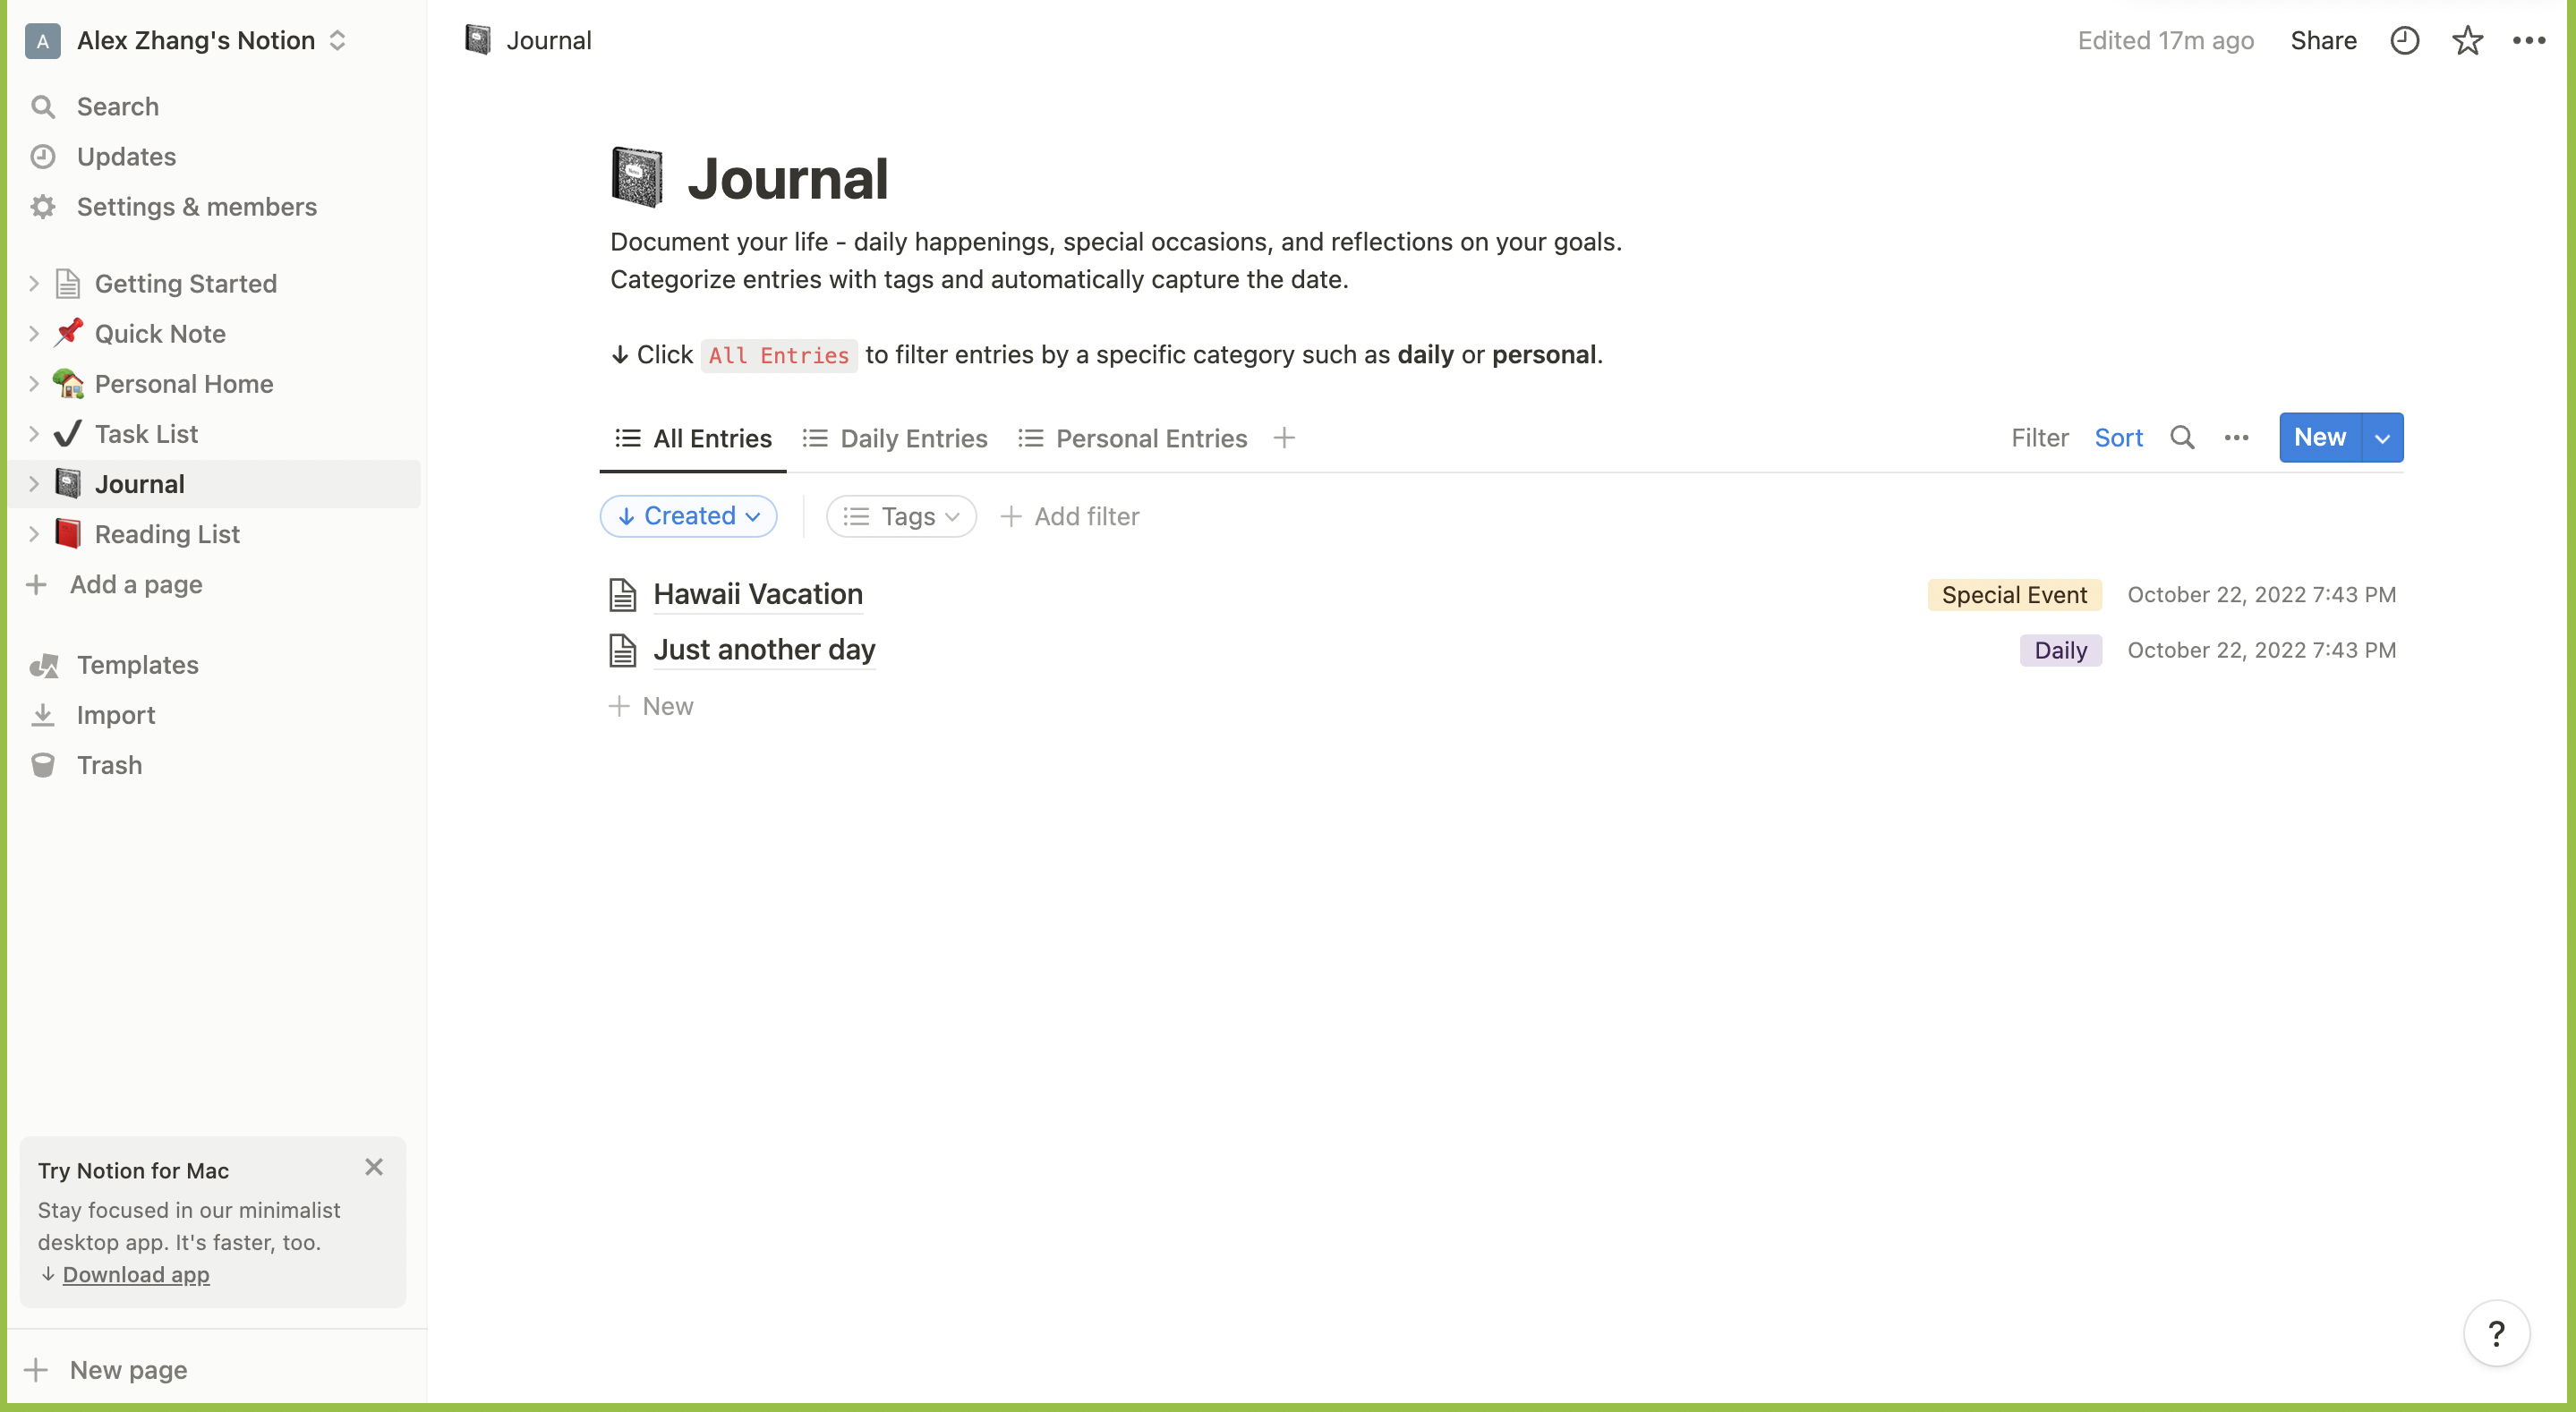 A Alex Zhang's Notion
Search
Updates
Settings & members
Getting Started
Quick Note
Personal Home
Task List
Journal
Reading List
Add a page
Templates
Import
Trash
Try Notion for Mac
Stay focused in our minimalist
desktop app. It's faster, too.
↓ Download app
New page
Journal
Edited 17m ago Share
Journal
Document your life - daily happenings, special occasions, and reflections on your goals.
Categorize entries with tags and automatically capture the date.
↓ Click All Entries to filter entries by a specific category such as daily or personal.
All Entries Daily Entries Personal Entries
Filter Sort New
↓ Created Tags Add filter
Hawaii Vacation Special Event October 22, 2022 7:43 PM
Just another day Daily October 22, 2022 7:43 PM
New
?